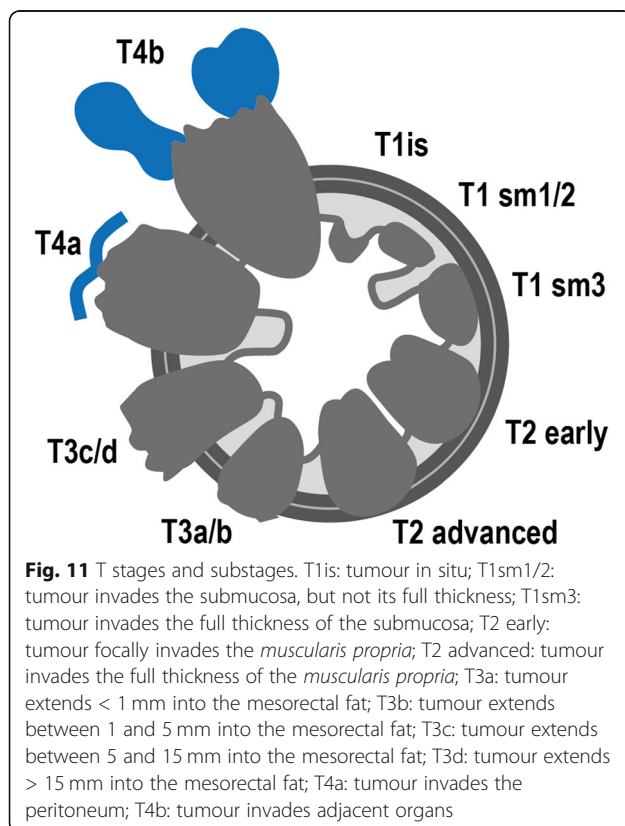 T4b
T1is
T1 sm1/2
T4a
T1 sm3
T3c/d
T2 early
T3a/b
T2 advanced
Fig. 11 T stages and substages. T1is: tumour in situ; T1sm1/2:
tumour invades the submucosa, but not its full thickness; T1sm3:
tumour invades the full thickness of the submucosa; T2 early:
tumour focally invades the muscularis propria; T2 advanced: tumour
invades the full thickness of the muscularis propria; T3a: tumour
extends < 1 mm into the mesorectal fat; T3b: tumour extends
between 1 and 5 mm into the mesorectal fat; T3c: tumour extends
between 5 and 15 mm into the mesorectal fat; T3d: tumour extends
> 15 mm into the mesorectal fat; T4a: tumour invades the
peritoneum; T4b: tumour invades adjacent organs